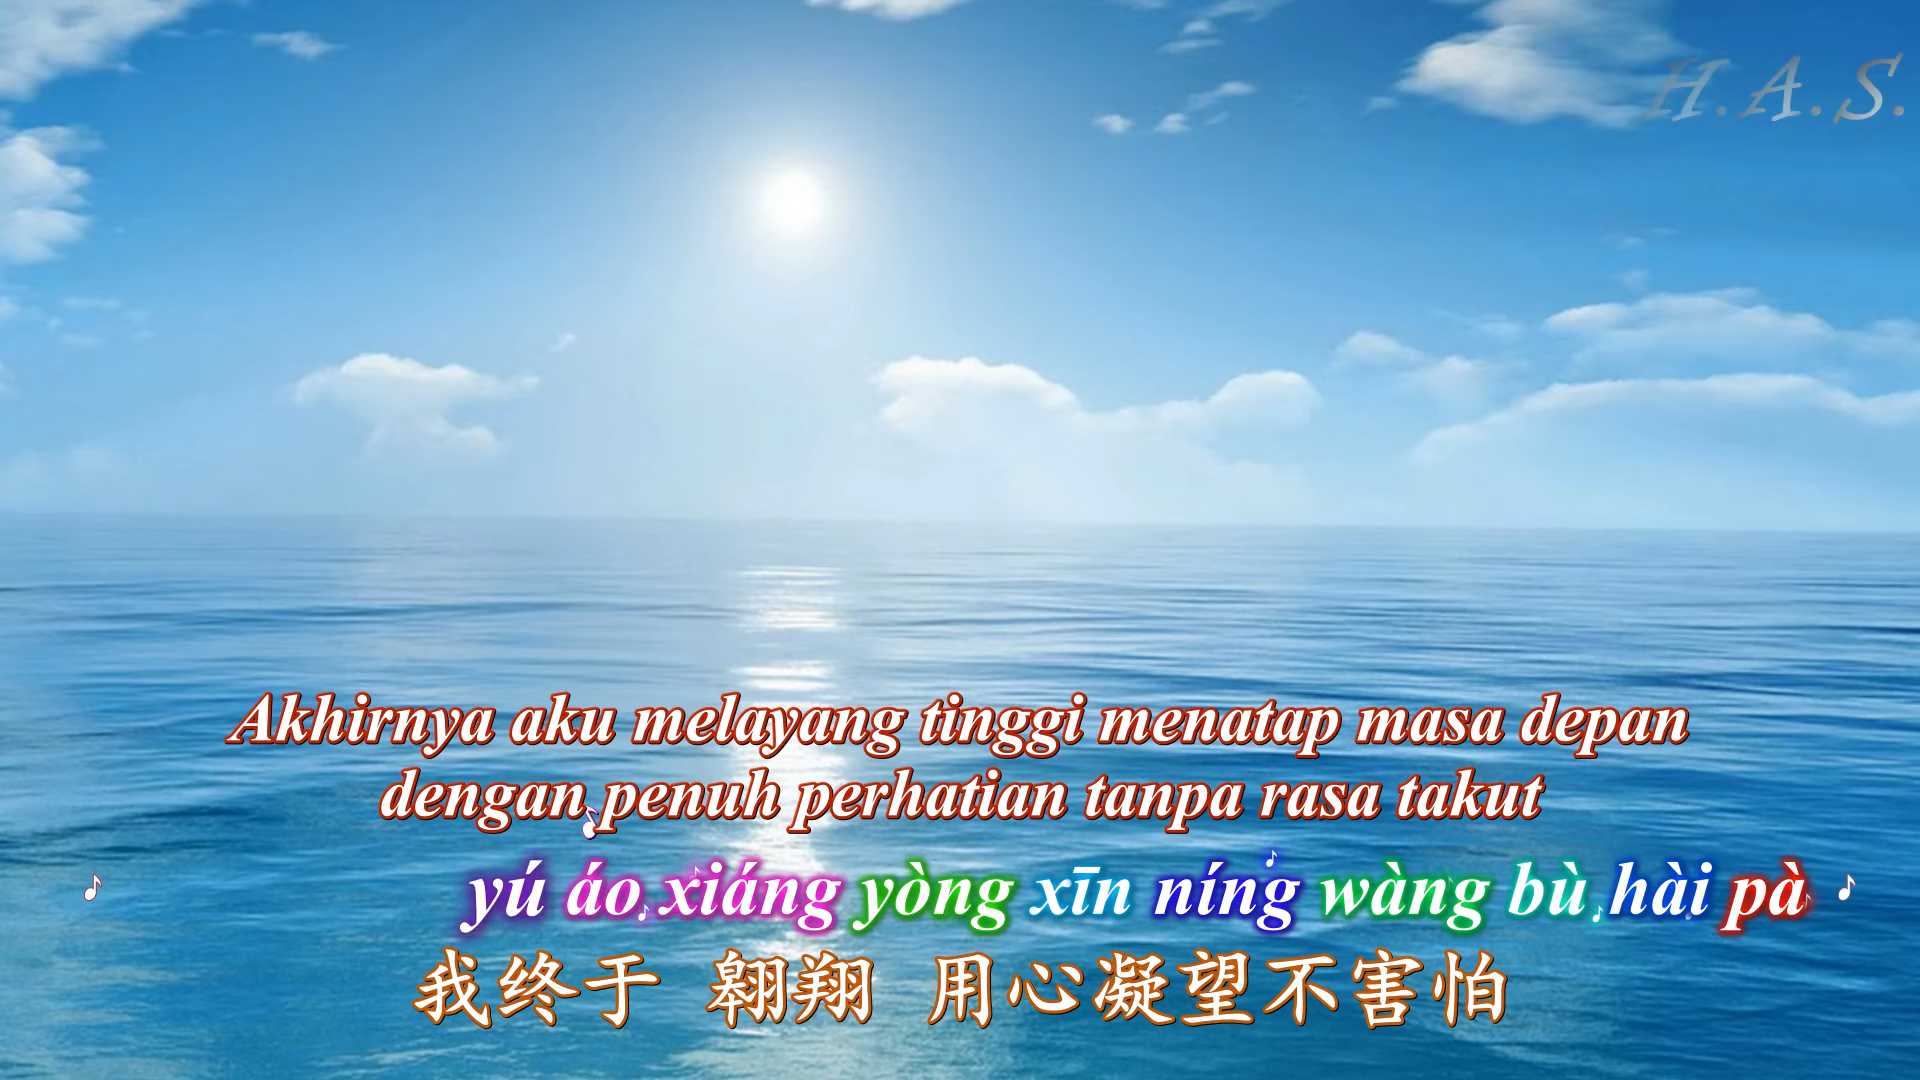 H.A.S.
Akhirnya aku melayang tinggi menatap masa depan
dengan penuh perhatian tanpa rasa takut
yú áo xiáng yòng xīn níng wàng bù hài pà
我终于 翱翔 用心凝望不害怕